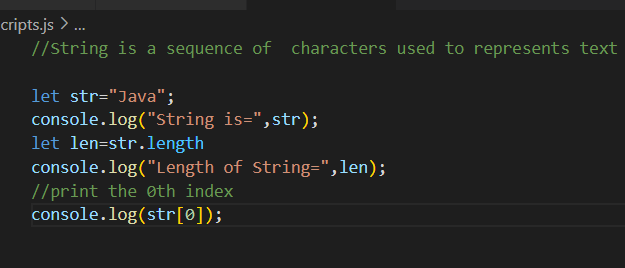 cripts.js > ...
//String is a sequence of  characters used to represents text
let str="Java";
console.log("String is=",str);
let len=str.length
console.log("Length of String=",len);
//print the 0th index
console.log(str[0]);